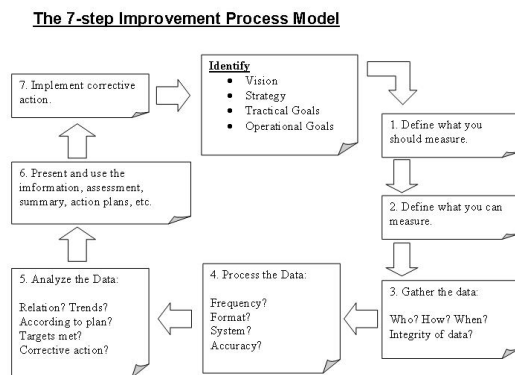 The 7-step Improvement Process Model
Identify
• Vision
• Strategy
• Tractical Goals
• Operational Goals
1. Define what you
should measure.
2. Define what you can
measure.
3. Gather the data:
Who? How? When?
Integrity of data?
4. Process the Data:
Frequency?
Format?
System?
Accuracy?
5. Analyze the Data:
Relation? Trends?
According to plan?
Targets met?
Corrective action?
6. Present and use the
imformation, assessment,
summary, action plans, etc.
7. Implement corrective
action.